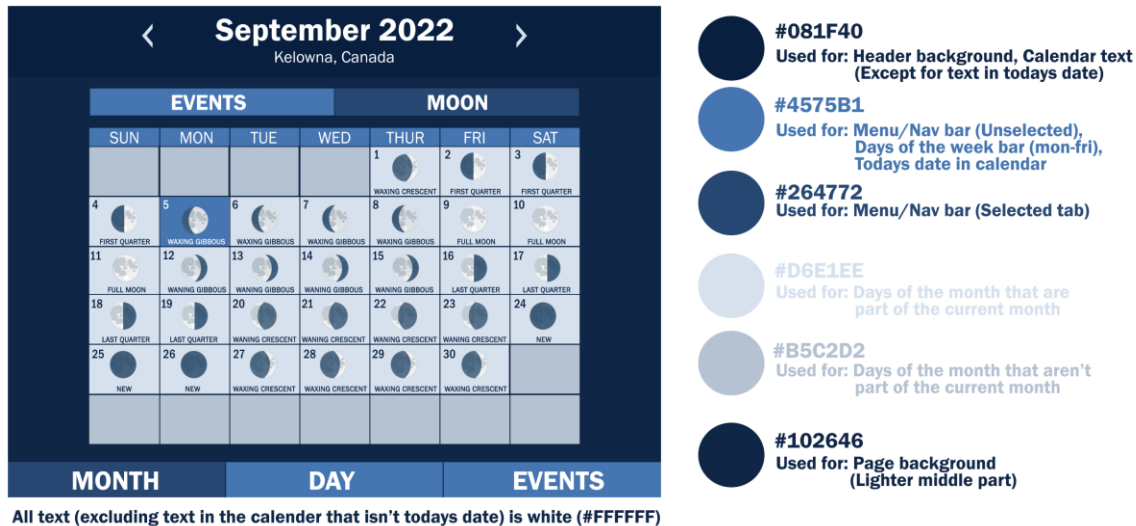 September 2022
Kelowna, Canada
EVENTS MOON
SUN MON TUE WED THUR FRI SAT
1 2 3
WAXING CRESCENT FIRST QUARTER FIRST QUARTER
4 5 6 7 8 9 10
FIRST QUARTER WAXING GIBBOUS WAXING GIBBOUS WAXING GIBBOUS WAXING GIBBOUS FULL MOON FULL MOON
11 12 13 14 15 16 17
FULL MOON WANING GIBBOUS WANING GIBBOUS WANING GIBBOUS WANING GIBBOUS LAST QUARTER LAST QUARTER
18 19 20 21 22 23 24
LAST QUARTER LAST QUARTER WANING CRESCENT WANING CRESCENT WANING CRESCENT WANING CRESCENT NEW
25 26 27 28 29 30
NEW NEW WAXING CRESCENT WAXING CRESCENT WAXING CRESCENT WAXING CRESCENT
MONTH DAY EVENTS
All text (excluding text in the calender that isn't todays date) is white (#FFFFFF)
#081F40
Used for: Header background, Calendar text
(Except for text in todays date)
#4575B1
Used for: Menu/Nav bar (Unselected),
Days of the week bar (mon-fri),
Todays date in calendar
#264772
Used for: Menu/Nav bar (Selected tab)
#D6E1EE
Used for: Days of the month that are
part of the current month
#B5C2D2
Used for: Days of the month that aren't
part of the current month
#102646
Used for: Page background
(Lighter middle part)